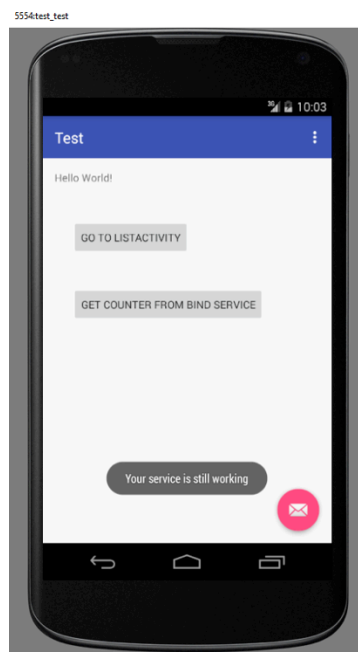 5554:test_test
3G 10:03
Test
Hello World!
GO TO LISTACTIVITY
GET COUNTER FROM BIND SERVICE
Your service is still working